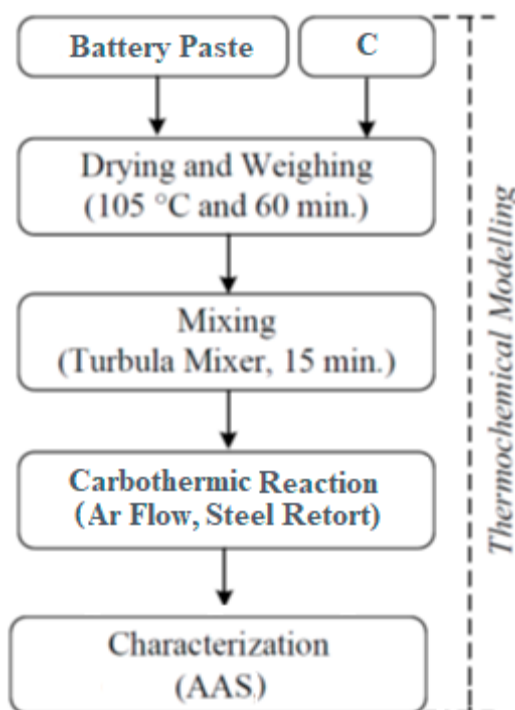 Battery Paste
C
Drying and Weighing
(105 °C and 60 min.)
Mixing
(Turbula Mixer, 15 min.)
Carbothermic Reaction
(Ar Flow, Steel Retort)
Characterization
(AAS)
Thermochemical Modelling